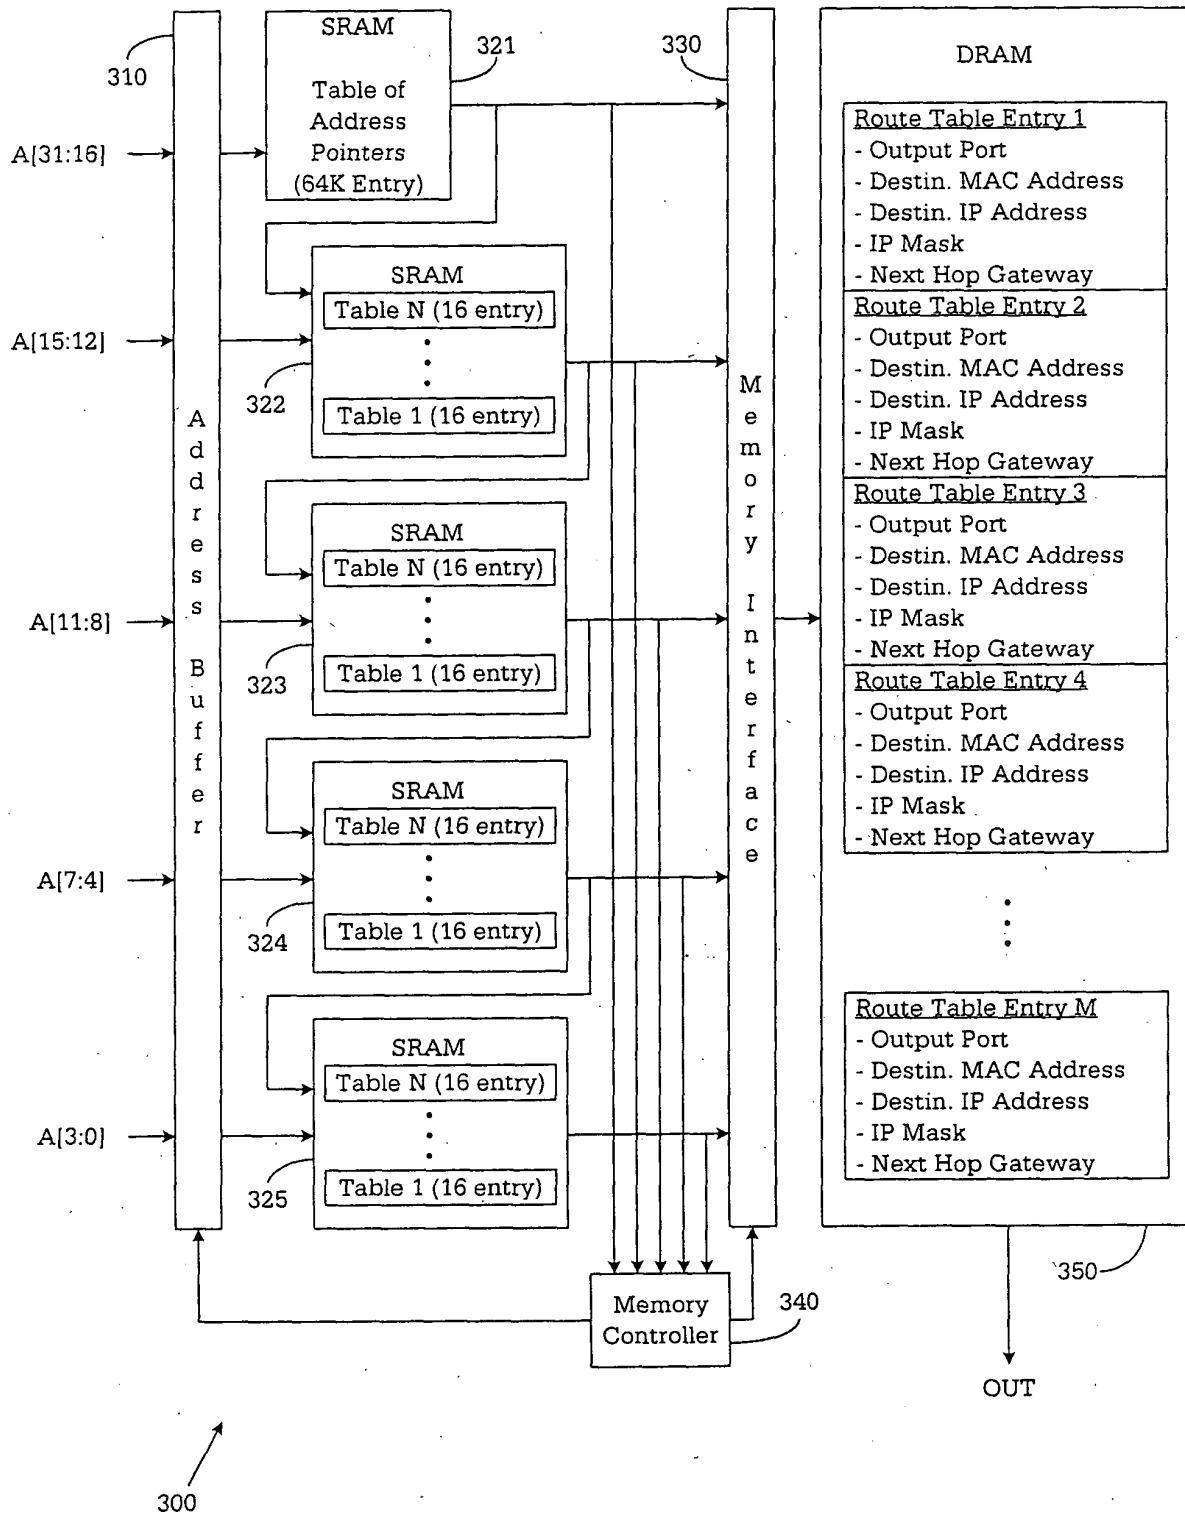 310
A[31:16]
A[15:12]
A[11:8]
A[7:4]
A[3:0]
Address Buffer
SRAM
Table of
Address
Pointers
(64K Entry)
321
SRAM
Table N (16 entry)
Table 1 (16 entry)
322
SRAM
Table N (16 entry)
Table 1 (16 entry)
323
SRAM
Table N (16 entry)
Table 1 (16 entry)
324
SRAM
Table N (16 entry)
Table 1 (16 entry)
325
330
Memory Interface
Memory
Controller
340
DRAM
Route Table Entry 1
- Output Port
- Destin. MAC Address
- Destin. IP Address
- IP Mask
- Next Hop Gateway
Route Table Entry 2
- Output Port
- Destin. MAC Address
- Destin. IP Address
- IP Mask
- Next Hop Gateway
Route Table Entry 3
- Output Port
- Destin. MAC Address
- Destin. IP Address
- IP Mask
- Next Hop Gateway
Route Table Entry 4
- Output Port
- Destin. MAC Address
- Destin. IP Address
- IP Mask
- Next Hop Gateway
Route Table Entry M
- Output Port
- Destin. MAC Address
- Destin. IP Address
- IP Mask
- Next Hop Gateway
350
OUT
300